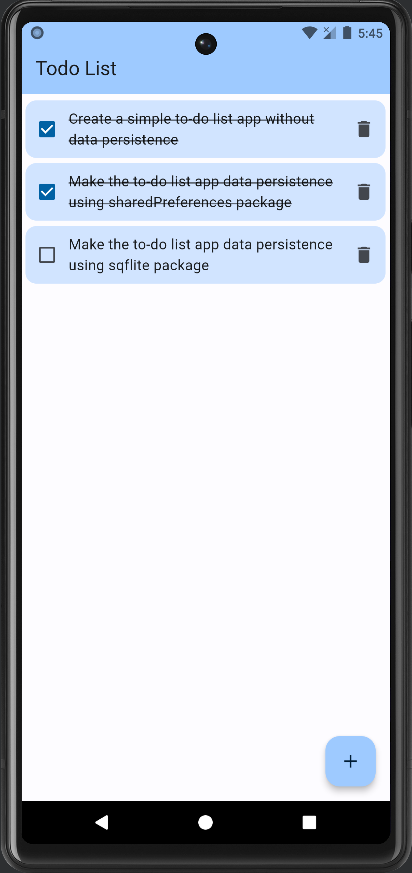 5:45
Todo List
Create a simple to-do list app without
data persistence
Make the to-do list app data persistence
using sharedPreferences package
Make the to-do list app data persistence
using sqflite package